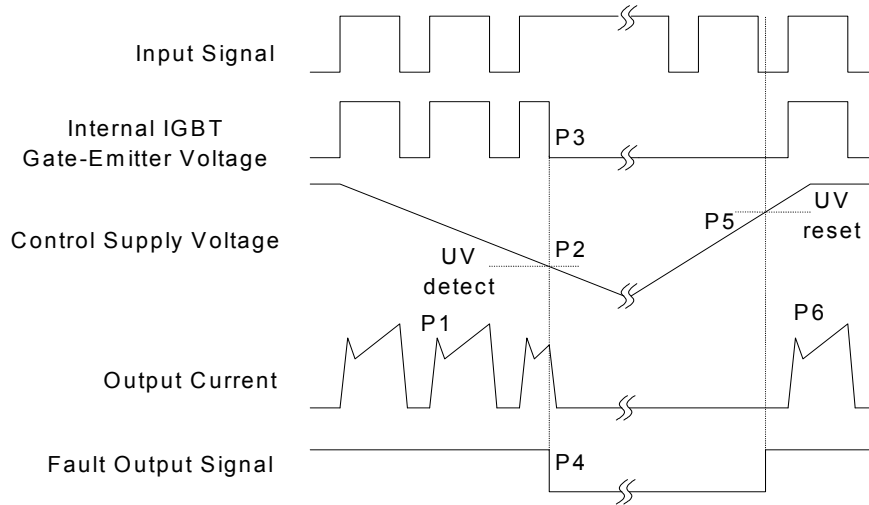 Input Signal
Internal IGBT
Gate-Emitter Voltage
P3
Control Supply Voltage
UV
detect
P2
P5
UV
reset
P1
P6
Output Current
Fault Output Signal
P4